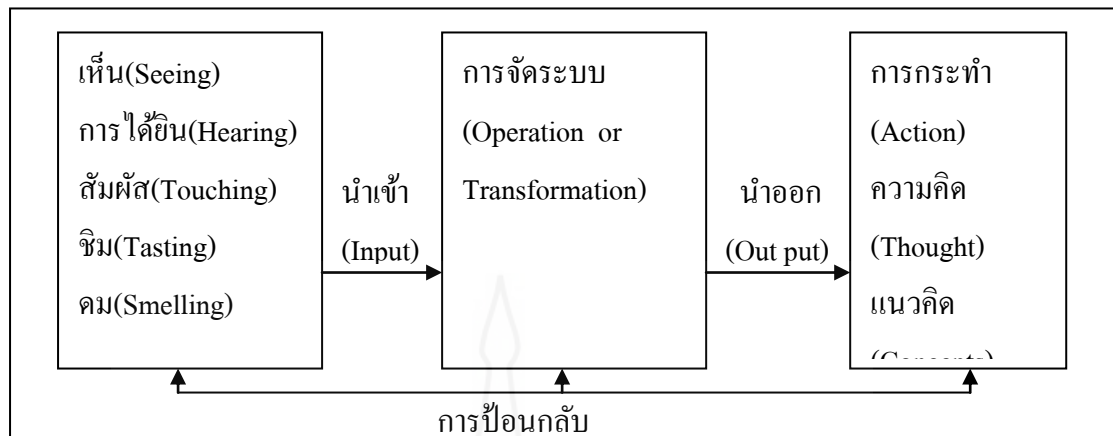 เห็น(Seeing)
การได้ยิน(Hearing)
สัมผัส(Touching)
ชิม(Tasting)
ดม(Smelling)
นำเข้า
(Input)
การจัดระบบ
(Operation or
Transformation)
นำออก
(Out put)
การกระทำ
(Action)
ความคิด
(Thought)
แนวคิด
(Concepts)
การป้อนกลับ